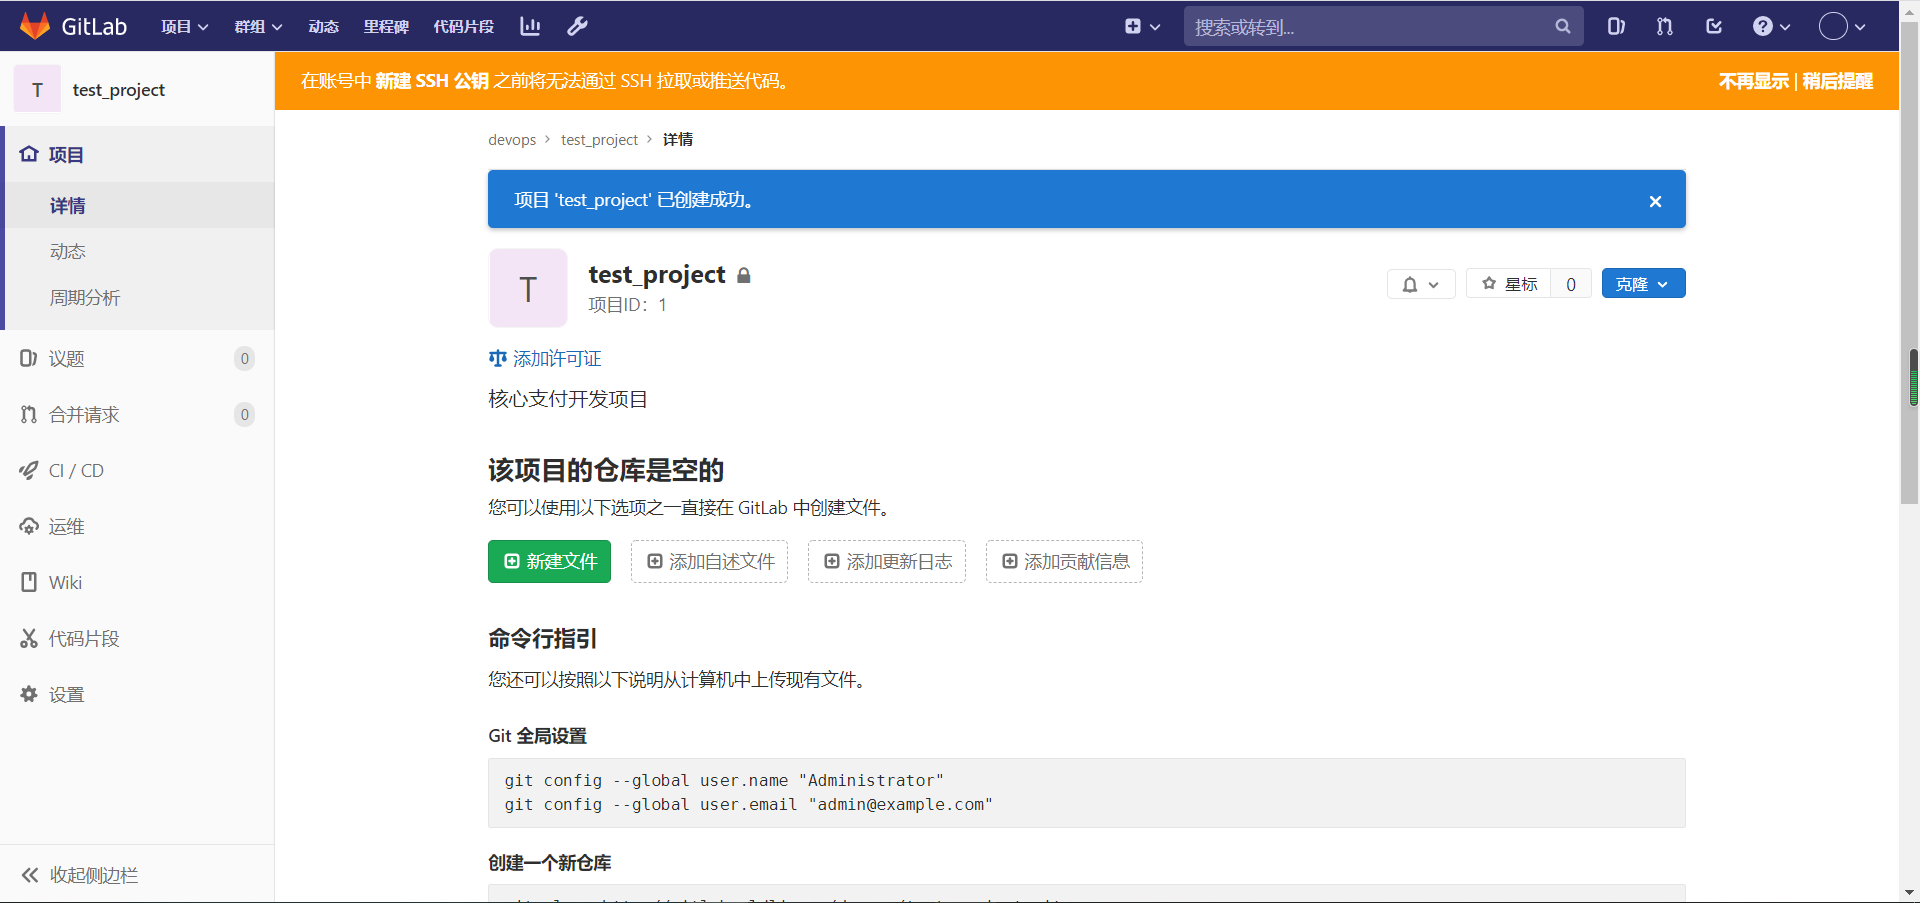 GitLab 项目 群组 动态 里程碑 代码片段 搜索或转到...
T test_project
在账号中 新建 SSH 公钥 之前将无法通过 SSH 拉取或推送代码。 不再显示 | 稍后提醒
项目
详情
动态
周期分析
议题 0
合并请求 0
CI / CD
运维
Wiki
代码片段
设置
收起侧边栏
devops > test_project > 详情
项目 'test_project' 已创建成功。
T
test_project
项目ID: 1
星标 0 克隆
添加许可证
核心支付开发项目
该项目的仓库是空的
您可以使用以下选项之一直接在 GitLab 中创建文件。
新建文件 添加自述文件 添加更新日志 添加贡献信息
命令行指引
您还可以按照以下说明从计算机中上传现有文件。
Git 全局设置
git config --global user.name "Administrator"
git config --global user.email "admin@example.com"
创建一个新仓库